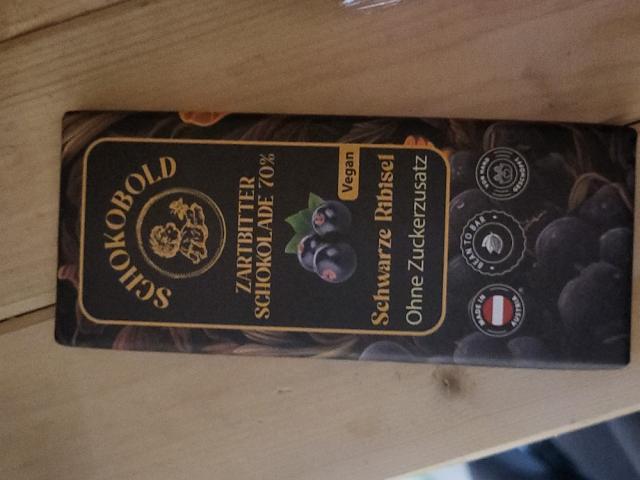 SCHOKOBOLD
ZARTBITTER
SCHOKOLADE 70%
Vegan
Schwarze Ribisel
Ohne Zuckerzusatz
MADE IN
AUSTRIA
BEAN TO BAR